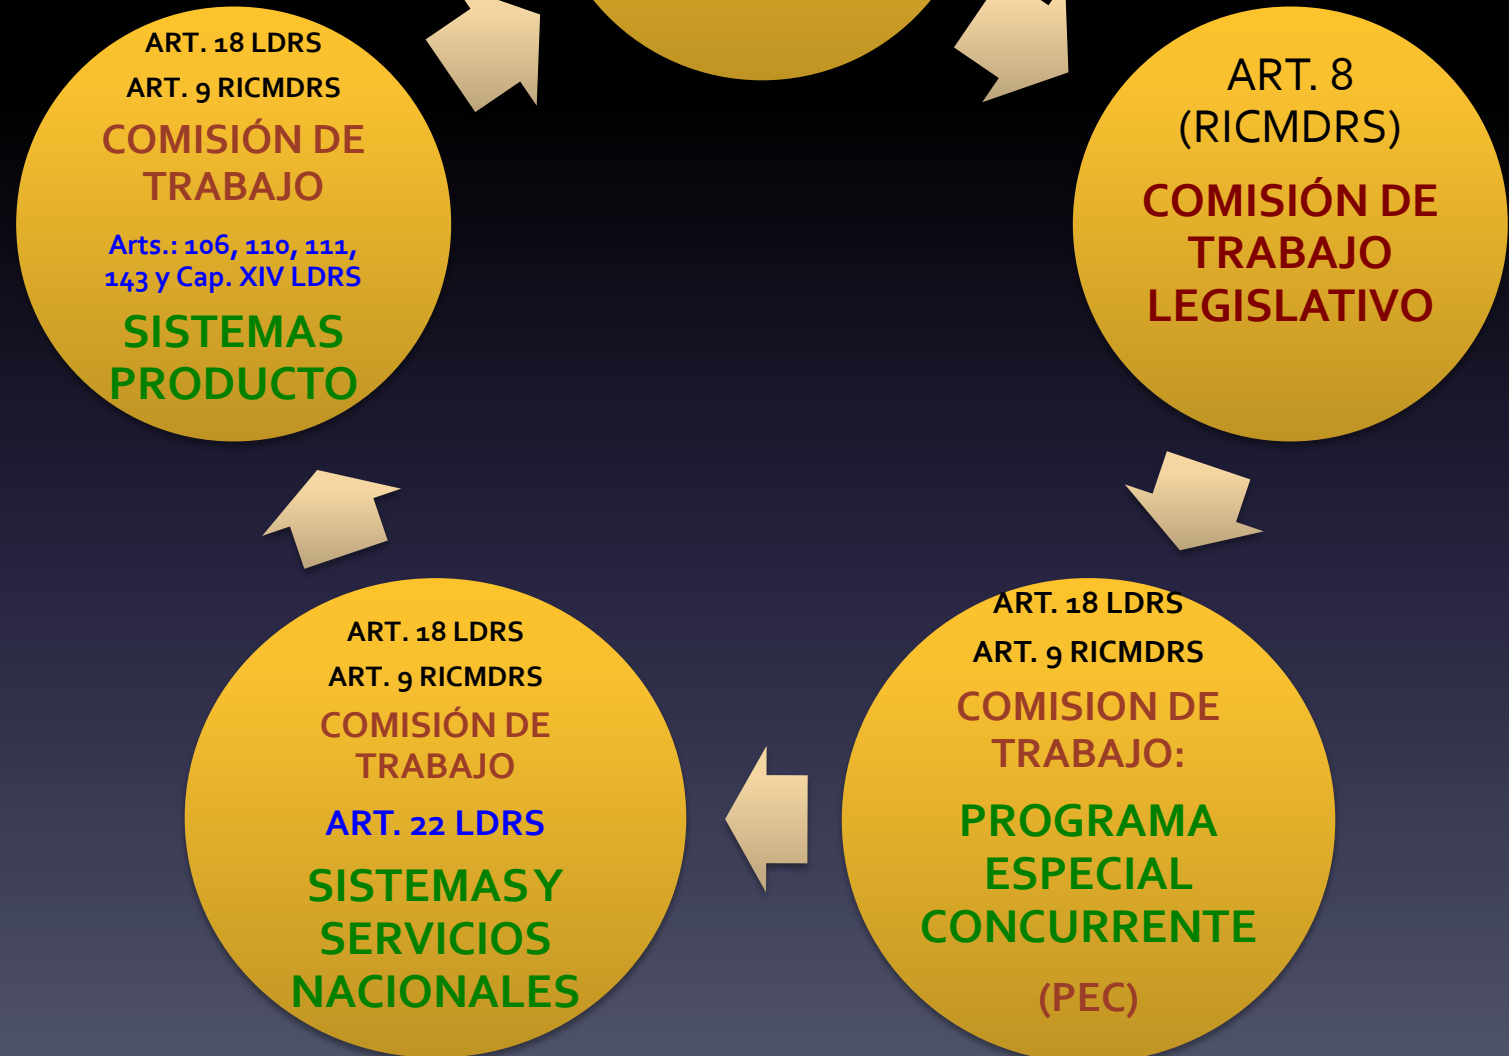 ART. 18 LDRS
ART. 9 RICMDRS
COMISIÓN DE
TRABAJO
Arts.: 106, 110, 111,
143 y Cap. XIV LDRS
SISTEMAS
PRODUCTO
ART. 8
(RICMDRS)
COMISIÓN DE
TRABAJO
LEGISLATIVO
ART. 18 LDRS
ART. 9 RICMDRS
COMISIÓN DE
TRABAJO
ART. 22 LDRS
SISTEMAS Y
SERVICIOS
NACIONALES
ART. 18 LDRS
ART. 9 RICMDRS
COMISION DE
TRABAJO:
PROGRAMA
ESPECIAL
CONCURRENTE
(PEC)